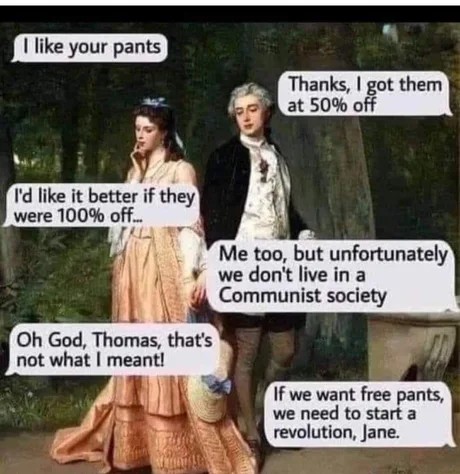 I like your pants
Thanks, I got them
at 50% off
I'd like it better if they
were 100% off...
Me too, but unfortunately
we don't live in a
Communist society
Oh God, Thomas, that's
not what I meant!
If we want free pants,
we need to start a
revolution, Jane.